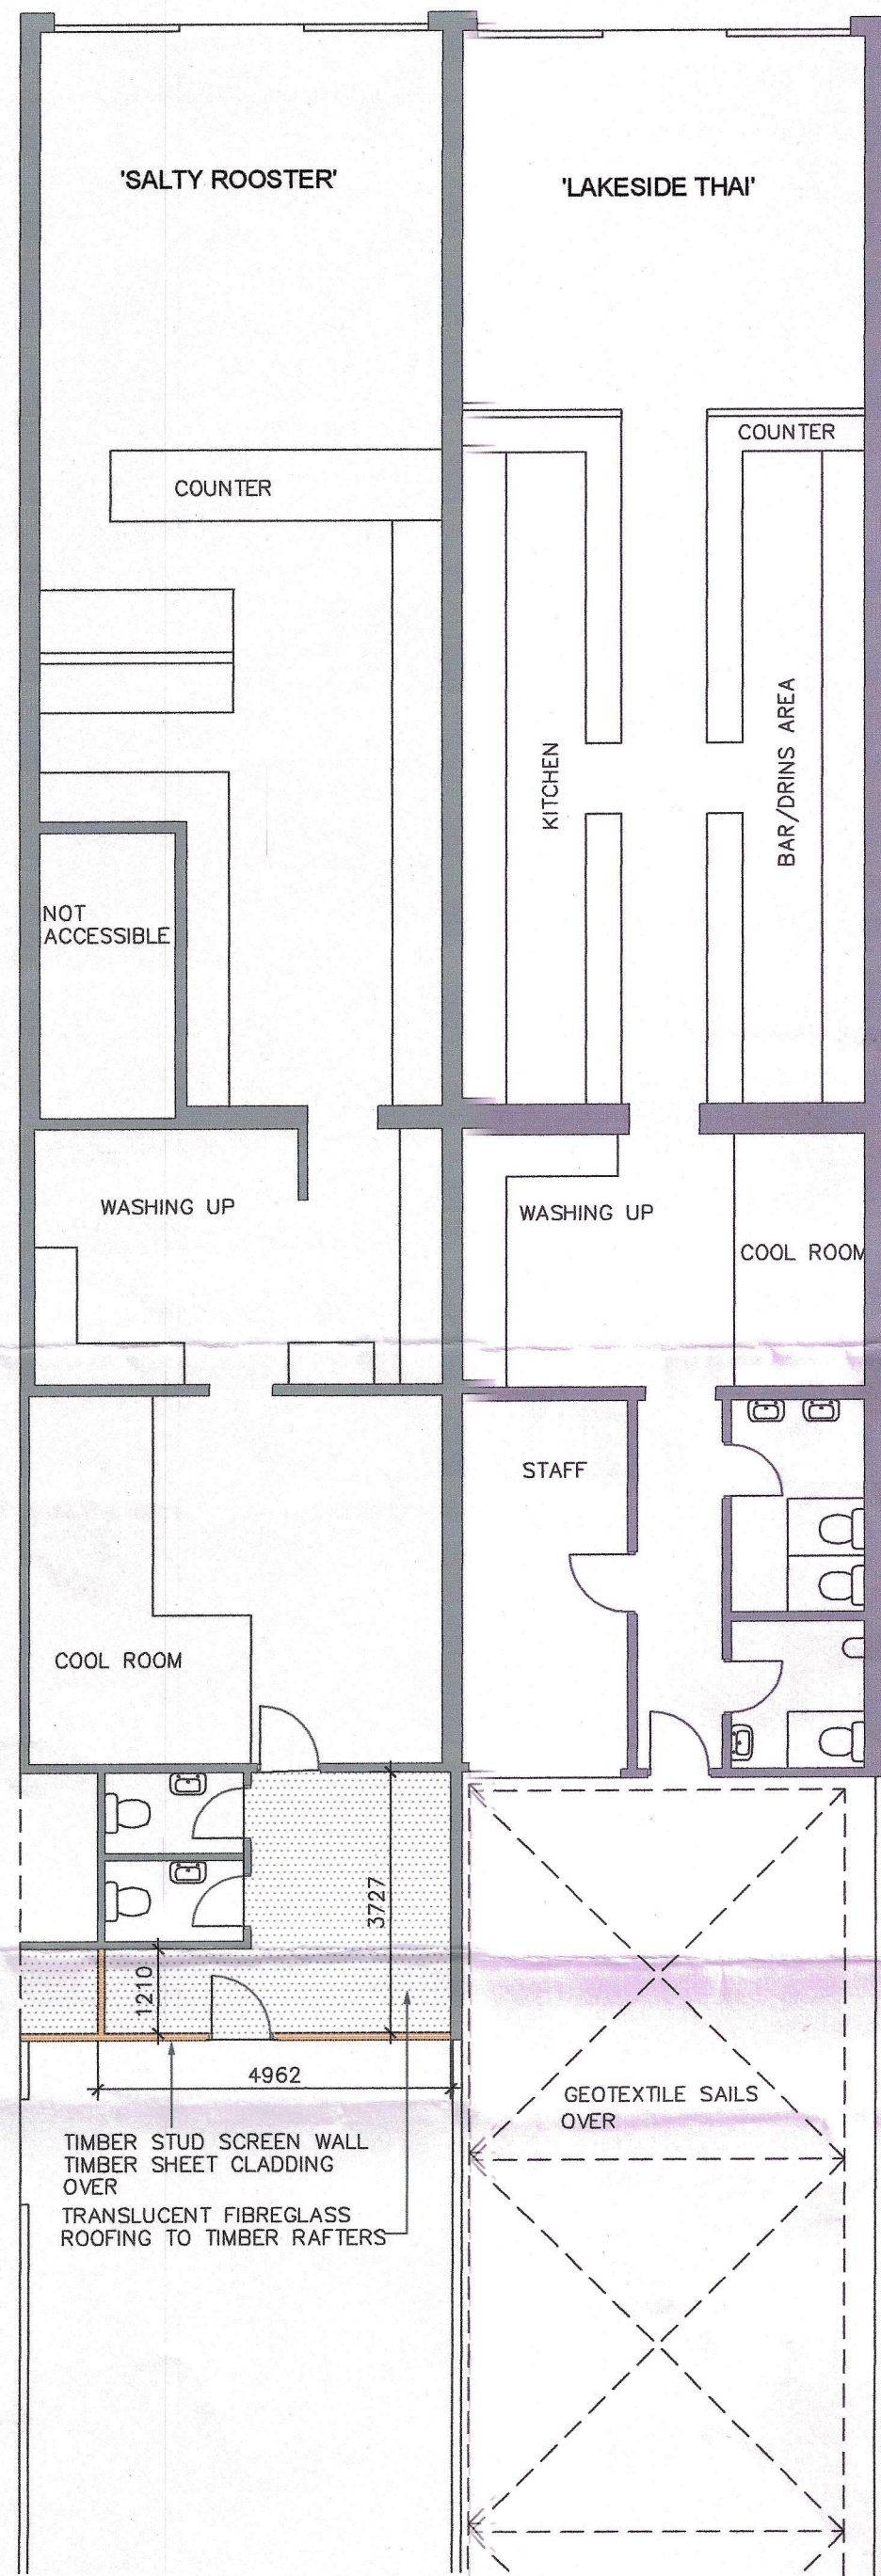 'SALTY ROOSTER'
'LAKESIDE THAI'
COUNTER
COUNTER
KITCHEN
BAR/DRINS AREA
NOT
ACCESSIBLE
WASHING UP
WASHING UP
COOL ROOM
STAFF
COOL ROOM
3727
1210
4962
GEOTEXTILE SAILS
OVER
TIMBER STUD SCREEN WALL
TIMBER SHEET CLADDING
OVER
TRANSLUCENT FIBREGLASS
ROOFING TO TIMBER RAFTERS